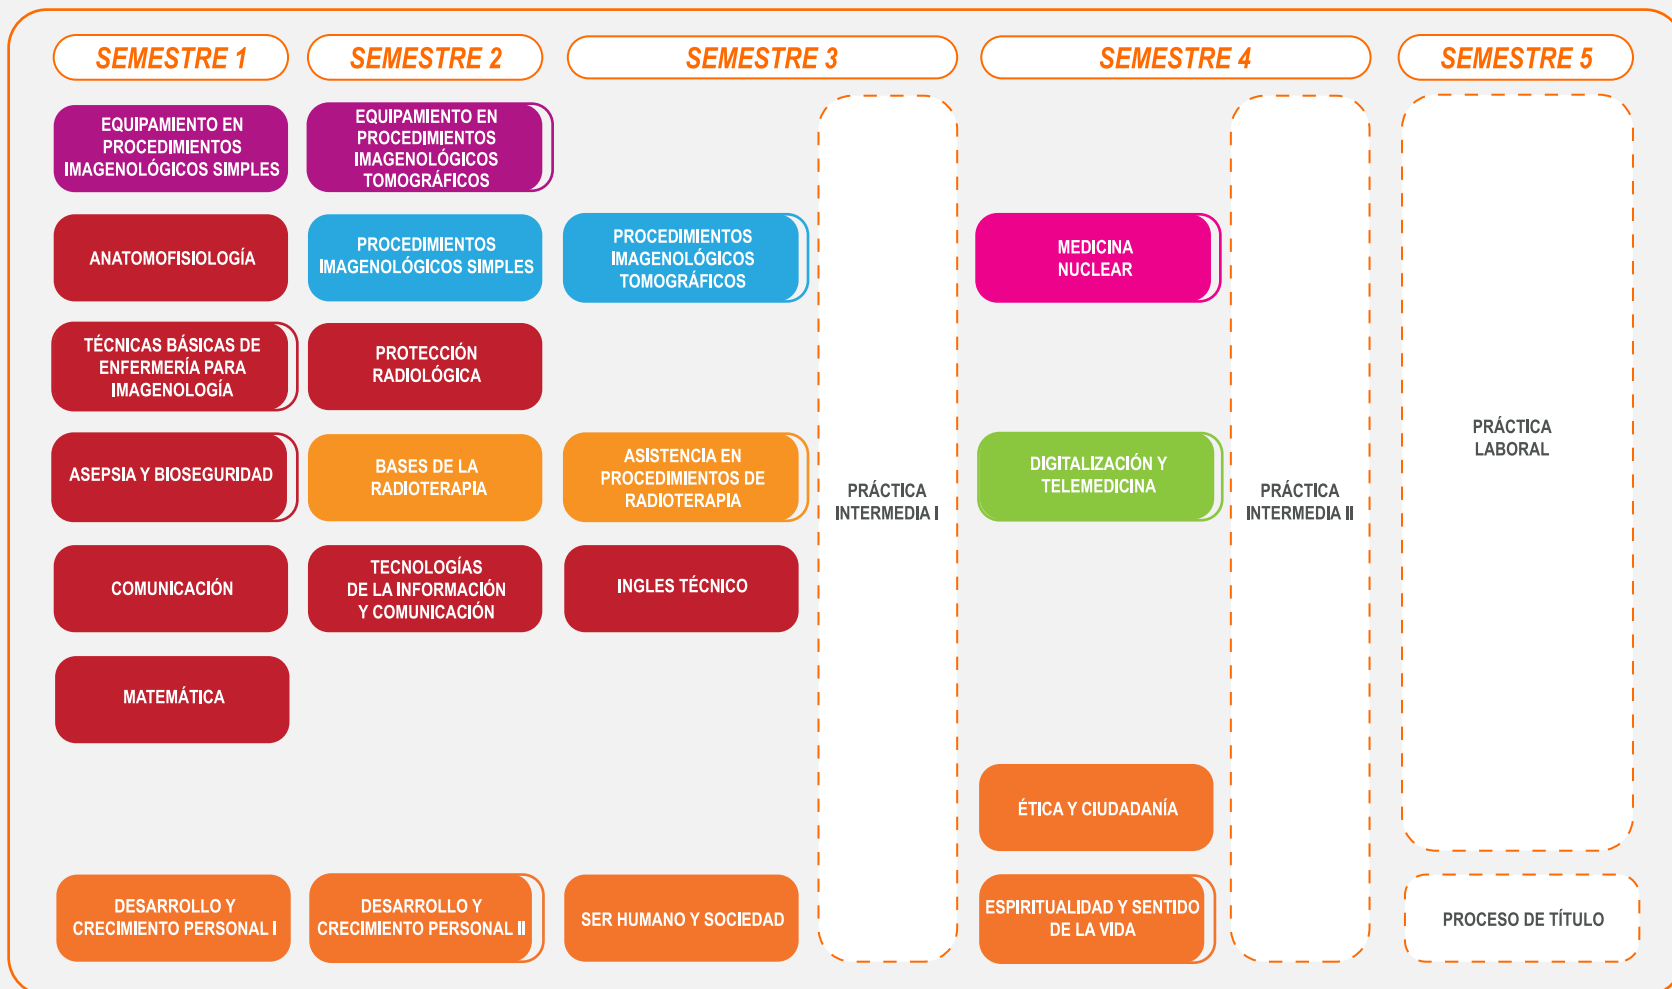 SEMESTRE 1
EQUIPAMIENTO EN
PROCEDIMIENTOS
IMAGENOLÓGICOS SIMPLES
ANATOMOFISIOLOGÍA
TÉCNICAS BÁSICAS DE
ENFERMERÍA PARA
IMAGENOLOGÍA
ASEPSIA Y BIOSEGURIDAD
COMUNICACIÓN
MATEMÁTICA
DESARROLLO Y
CRECIMIENTO PERSONAL I
SEMESTRE 2
EQUIPAMIENTO EN
PROCEDIMIENTOS
IMAGENOLÓGICOS
TOMOGRÁFICOS
PROCEDIMIENTOS
IMAGENOLÓGICOS SIMPLES
PROTECCIÓN
RADIOLÓGICA
BASES DE LA
RADIOTERAPIA
TECNOLOGÍAS
DE LA INFORMACIÓN
Y COMUNICACIÓN
DESARROLLO Y
CRECIMIENTO PERSONAL II
SEMESTRE 3
PROCEDIMIENTOS
IMAGENOLÓGICOS
TOMOGRÁFICOS
ASISTENCIA EN
PROCEDIMIENTOS DE
RADIOTERAPIA
INGLES TÉCNICO
SER HUMANO Y SOCIEDAD
PRÁCTICA
INTERMEDIA I
SEMESTRE 4
MEDICINA
NUCLEAR
DIGITALIZACIÓN Y
TELEMEDICINA
ÉTICA Y CIUDADANÍA
ESPIRITUALIDAD Y SENTIDO
DE LA VIDA
PRÁCTICA
INTERMEDIA II
SEMESTRE 5
PRÁCTICA
LABORAL
PROCESO DE TÍTULO